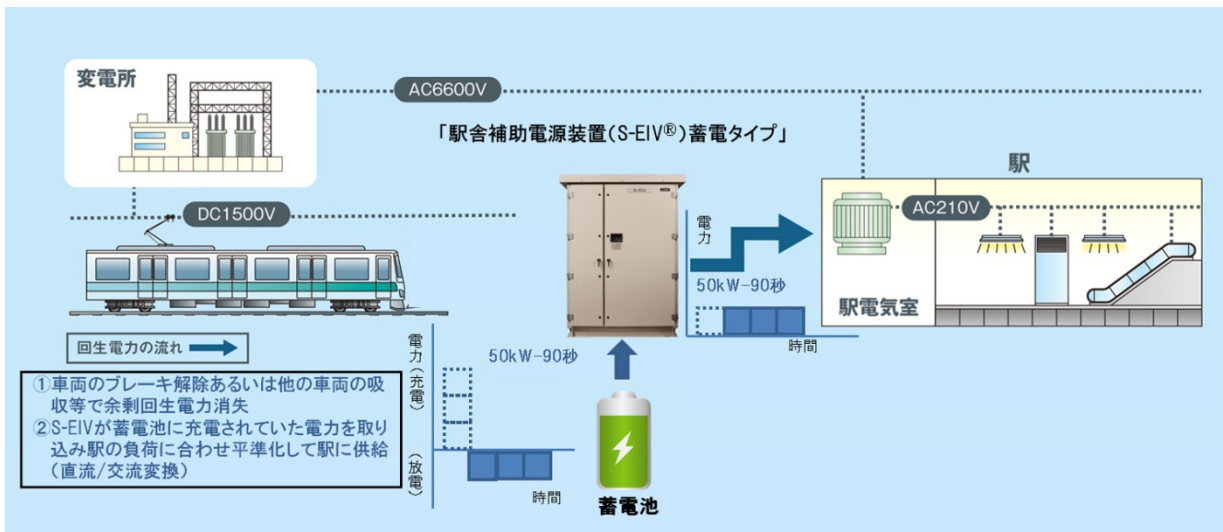 変電所
AC6600V
「駅舎補助電源装置(S-EIV®)蓄電タイプ」
駅
DC1500V
AC210V
電力
50kW-90秒
駅電気室
時間
回生電力の流れ
電力(充電)
(放電)
50kW-90秒
①車両のブレーキ解除あるいは他の車両の吸
収等で余剰回生電力消失
②S-EIVが蓄電池に充電されていた電力を取り
込み駅の負荷に合わせ平準化して駅に供給
(直流/交流変換)
時間
蓄電池